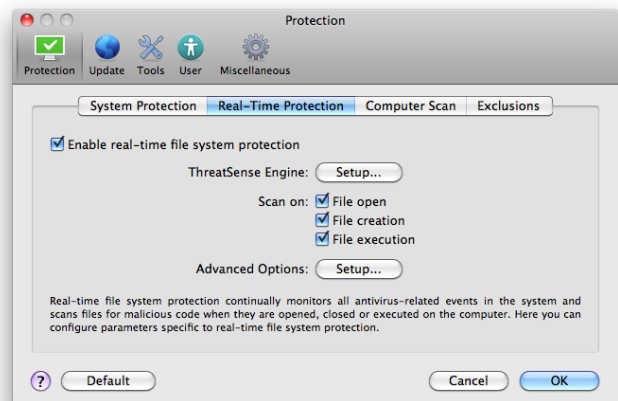 Protection
Protection Update Tools User Miscellaneous
System Protection Real-Time Protection Computer Scan Exclusions
Enable real-time file system protection
ThreatSense Engine: Setup...
Scan on: File open
File creation
File execution
Advanced Options: Setup...
Real-time file system protection continually monitors all antivirus-related events in the system and
scans files for malicious code when they are opened, closed or executed on the computer. Here you can
configure parameters specific to real-time file system protection.
? Default Cancel OK